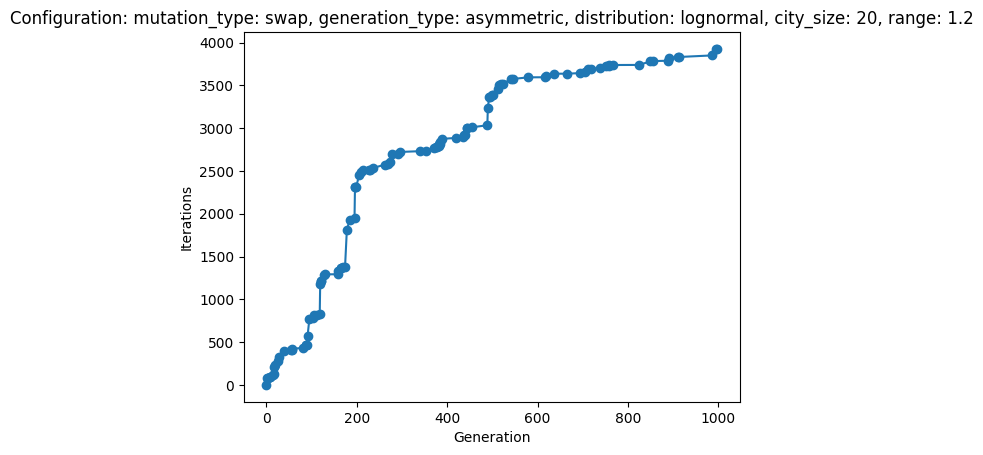 Configuration: mutation_type: swap, generation_type: asymmetric, distribution: lognormal, city_size: 20, range: 1.2
4000
3500
3000
2500
2000
1500
1000
500
0
Iterations
0 200 400 600 800 1000
Generation